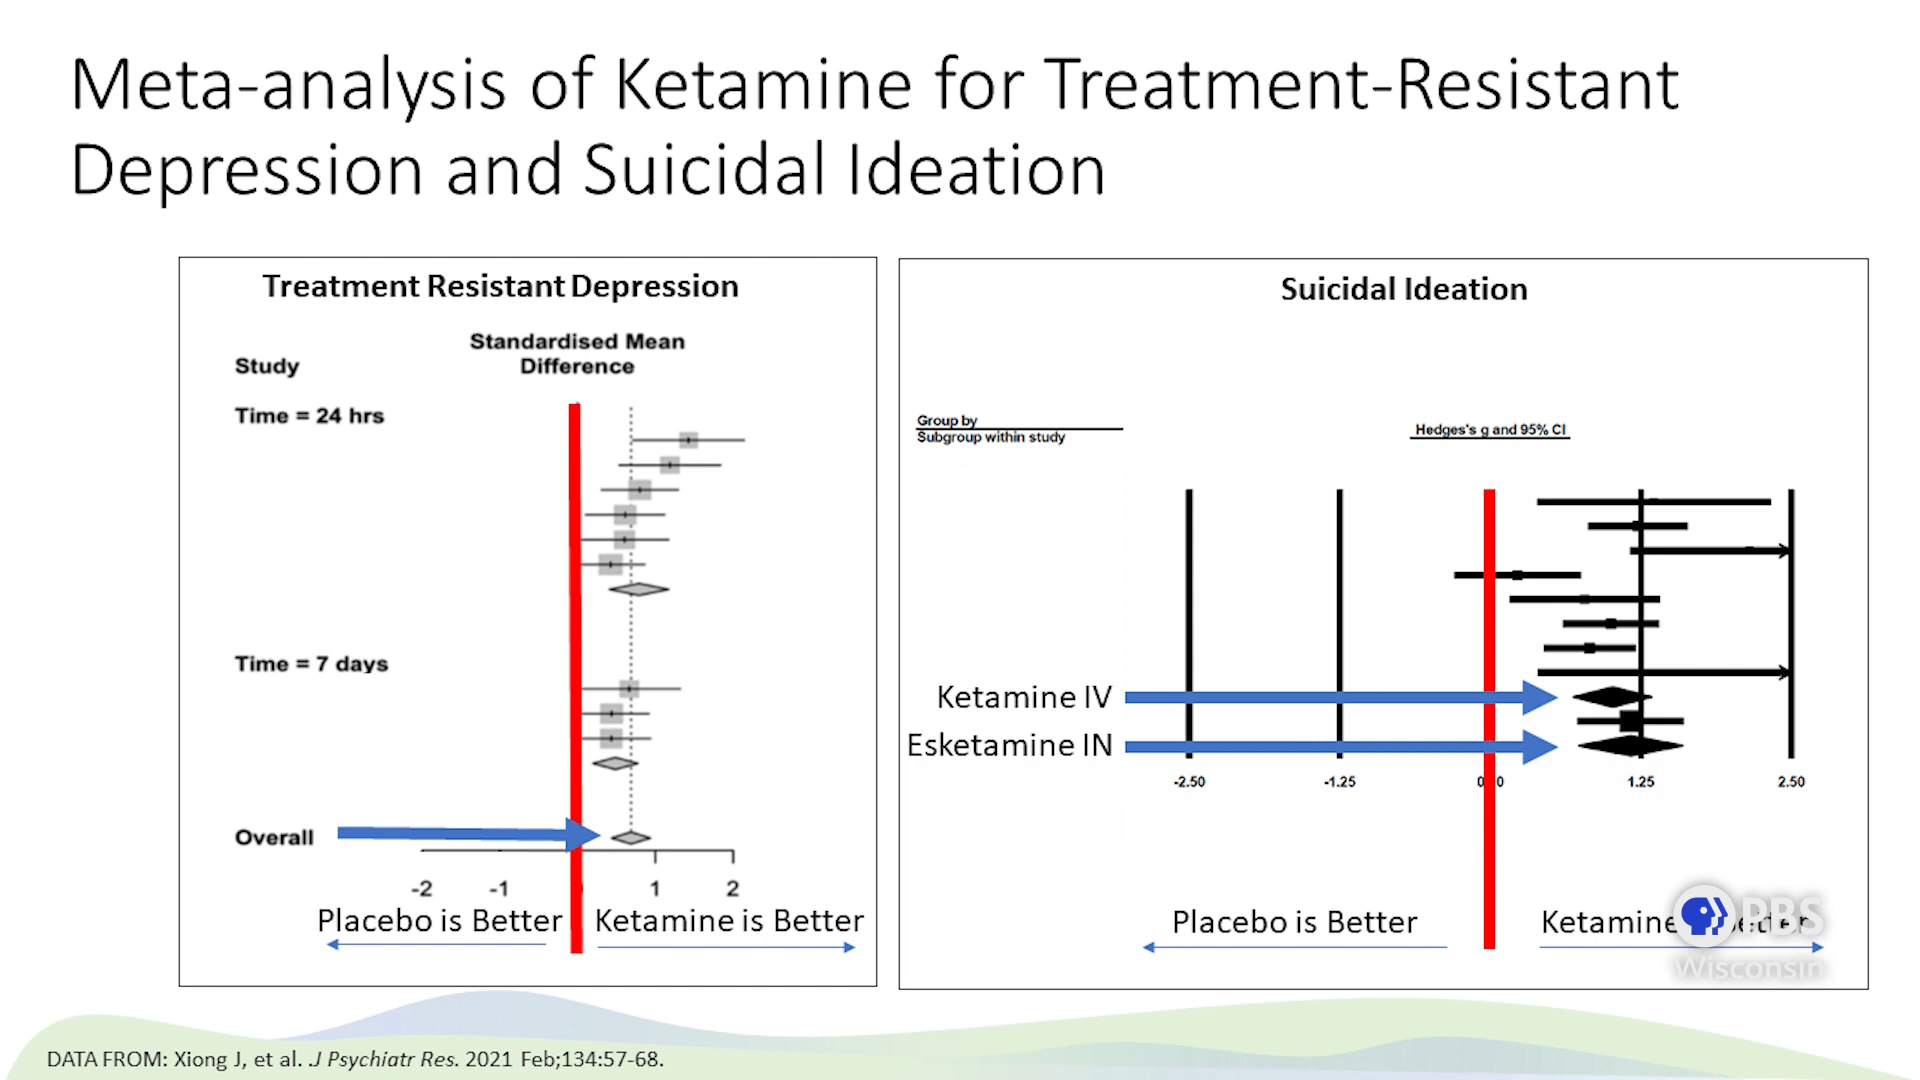 Meta-analysis of Ketamine for Treatment-Resistant
Depression and Suicidal Ideation
Treatment Resistant Depression
Standardised Mean
Difference
Study
Time = 24 hrs
Time = 7 days
Overall
-2 -1 1 2
Placebo is Better Ketamine is Better
Suicidal Ideation
Group by
Subgroup within study
Hedges's g and 95% CI
Ketamine IV
Esketamine IN
-2.50 -1.25 1.25 2.50
Placebo is Better Ketamine Better
PBS
Wisconsin
DATA FROM: Xiong J, et al. .J Psychiatr Res. 2021 Feb;134:57-68.